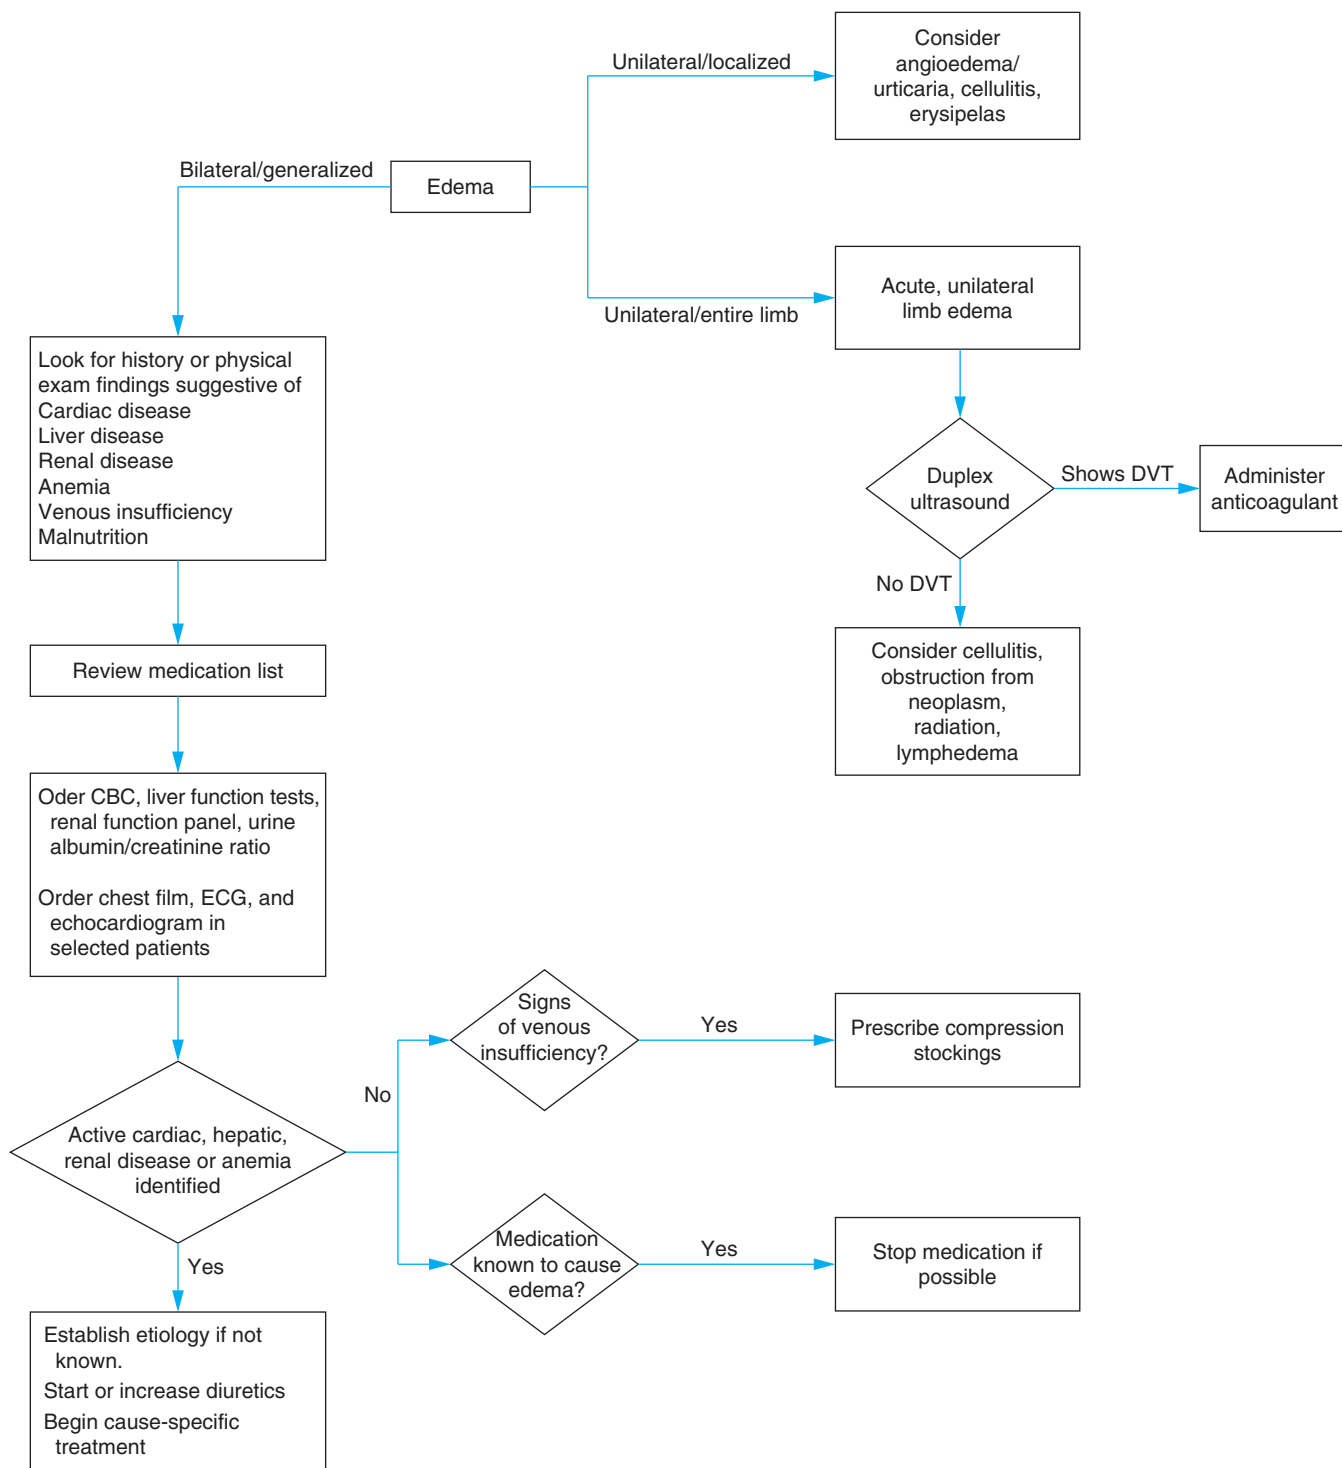 Consider
angioedema/
urticaria, cellulitis,
erysipelas
Unilateral/localized
Bilateral/generalized
Edema
Unilateral/entire limb
Acute, unilateral
limb edema
Look for history or physical
exam findings suggestive of
Cardiac disease
Liver disease
Renal disease
Anemia
Venous insufficiency
Malnutrition
Duplex
ultrasound
Shows DVT
Administer
anticoagulant
No DVT
Consider cellulitis,
obstruction from
neoplasm,
radiation,
lymphedema
Review medication list
Oder CBC, liver function tests,
renal function panel, urine
albumin/creatinine ratio
Order chest film, ECG, and
echocardiogram in
selected patients
Active cardiac, hepatic,
renal disease or anemia
identified
No
Signs
of venous
insufficiency?
Yes
Prescribe compression
stockings
Medication
known to cause
edema?
Yes
Stop medication if
possible
Yes
Establish etiology if not
known.
Start or increase diuretics
Begin cause-specific
treatment